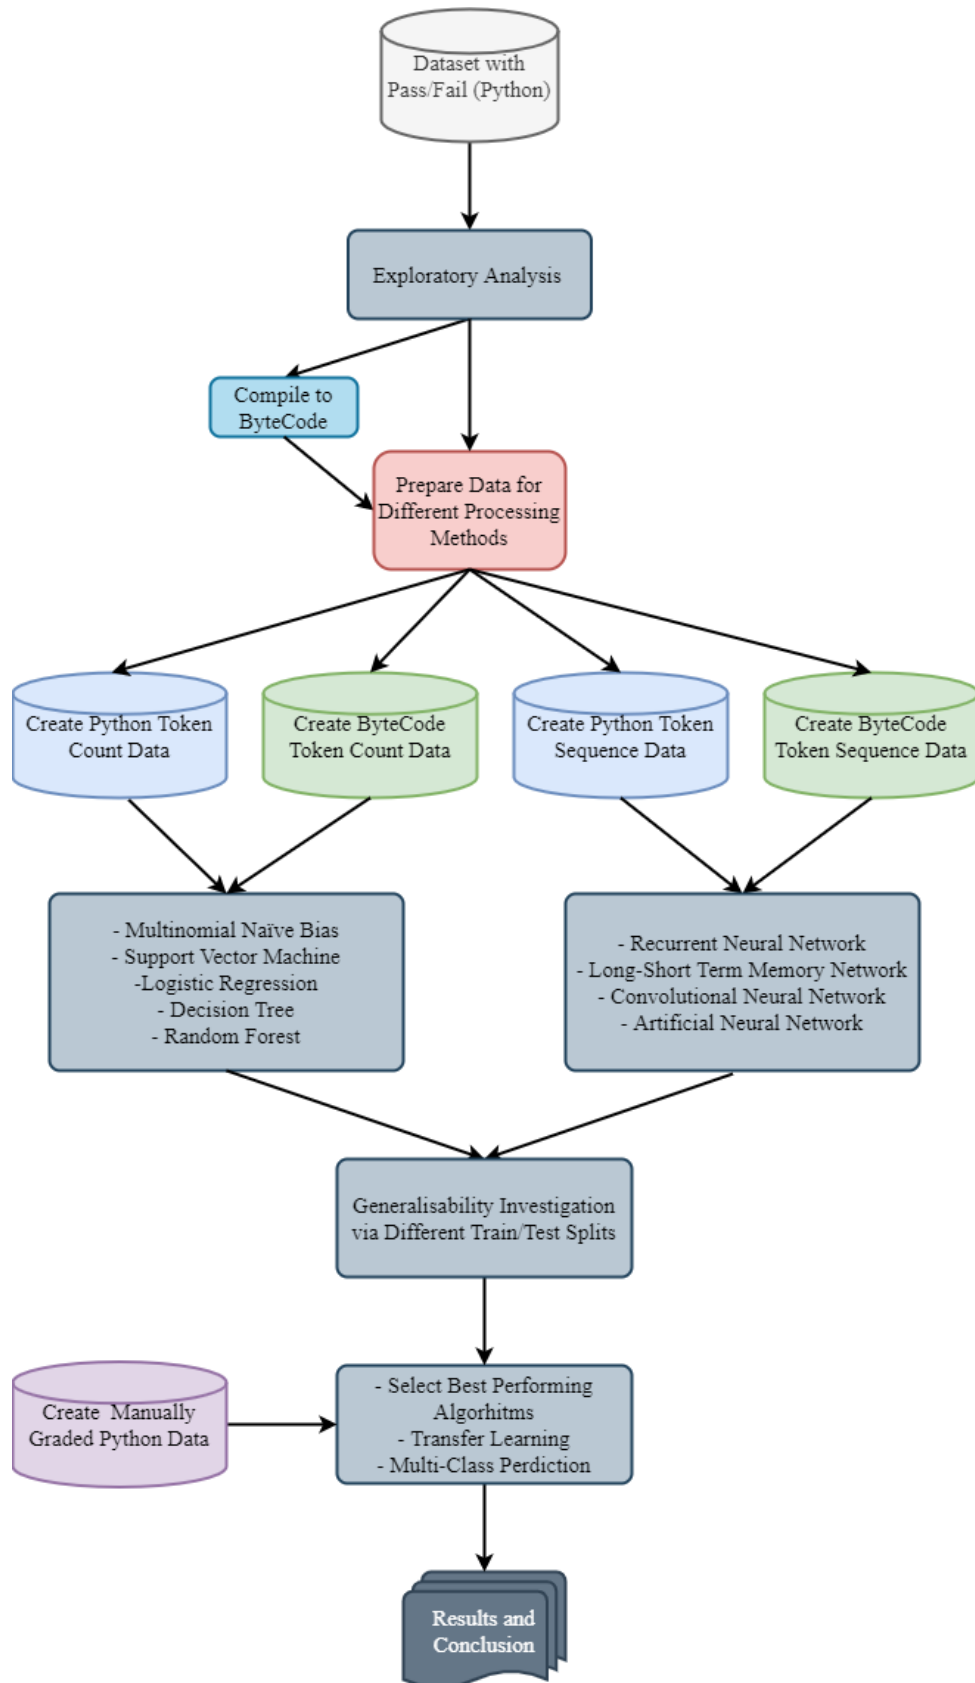 Dataset with
Pass/Fail (Python)
Exploratory Analysis
Compile to
ByteCode
Prepare Data for
Different Processing
Methods
Create Python Token
Count Data
Create ByteCode
Token Count Data
Create Python Token
Sequence Data
Create ByteCode
Token Sequence Data
- Multinomial Naïve Bias
- Support Vector Machine
-Logistic Regression
- Decision Tree
- Random Forest
- Recurrent Neural Network
- Long-Short Term Memory Network
- Convolutional Neural Network
- Artificial Neural Network
Generalisability Investigation
via Different Train/Test Splits
Create Manually
Graded Python Data
- Select Best Performing
Algorhitms
- Transfer Learning
- Multi-Class Perdiction
Results and
Conclusion